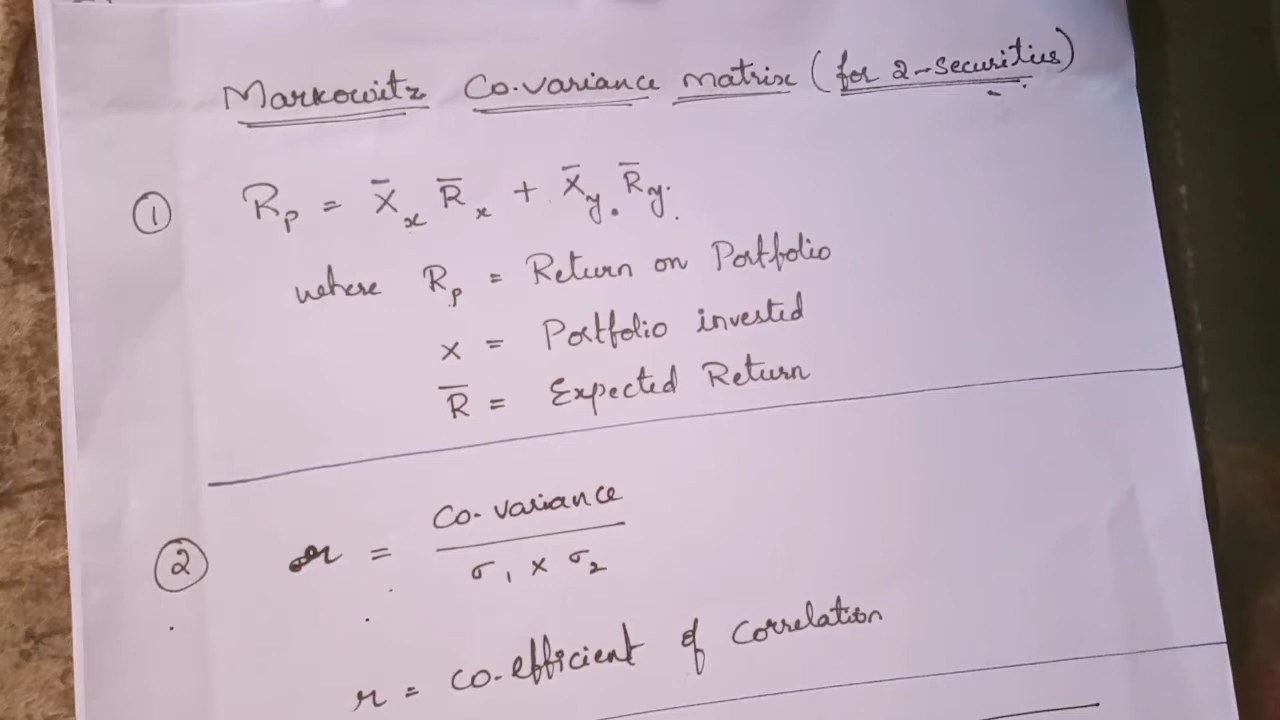 Markowitz Co-variance matrix (for 2-Securities)
① Rp = X̄x R̄x + X̄y. R̄y.
where Rp = Return on Portfolio
x = Portfolio invested
R̄ = Expected Return
② r = Co-variance
σ1 × σ2
r = co-efficient of correlation